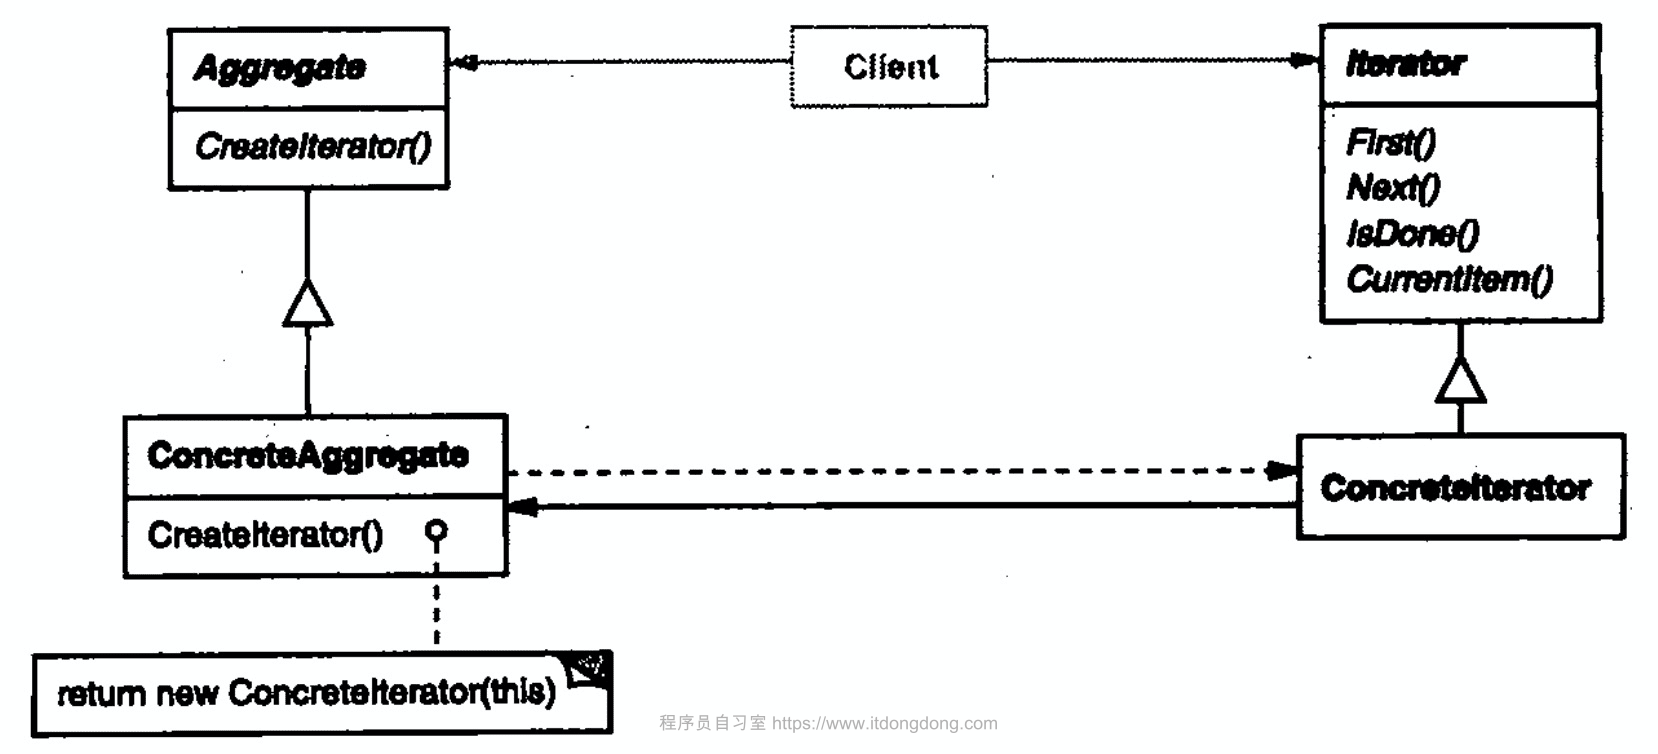 Aggregate
CreateIterator()
Client
Iterator
First()
Next()
IsDone()
CurrentItem()
ConcreteAggregate
CreateIterator()
ConcreteIterator
return new ConcreteIterator(this)
程序员自习室 https://www.itdongdong.com